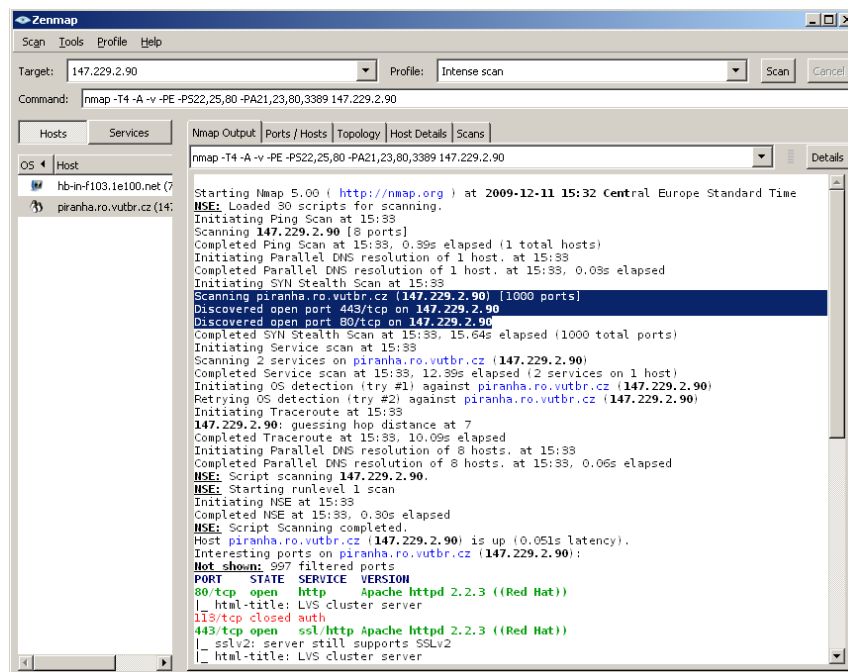 Zenmap
Scan Tools Profile Help
Target: 147.229.2.90 Profile: Intense scan Scan Cancel
Command: nmap -T4 -A -v -PE -PS22,25,80 -PA21,23,80,3389 147.229.2.90
Hosts Services
Nmap Output Ports / Hosts Topology Host Details Scans
nmap -T4 -A -v -PE -PS22,25,80 -PA21,23,80,3389 147.229.2.90 Details
OS Host
hb-in-f103.1e100.net (7
piranha.ro.vutbr.cz (147
Starting Nmap 5.00 ( http://nmap.org ) at 2009-12-11 15:32 Central Europe Standard Time
NSE: Loaded 30 scripts for scanning.
Initiating Ping Scan at 15:33
Scanning 147.229.2.90 [8 ports]
Completed Ping Scan at 15:33, 0.39s elapsed (1 total hosts)
Initiating Parallel DNS resolution of 1 host. at 15:33
Completed Parallel DNS resolution of 1 host. at 15:33, 0.03s elapsed
Initiating SYN Stealth Scan at 15:33
Scanning piranha.ro.vutbr.cz (147.229.2.90) [1000 ports]
Discovered open port 443/tcp on 147.229.2.90
Discovered open port 80/tcp on 147.229.2.90
Completed SYN Stealth Scan at 15:33, 15.64s elapsed (1000 total ports)
Initiating Service scan at 15:33
Scanning 2 services on piranha.ro.vutbr.cz (147.229.2.90)
Completed Service scan at 15:33, 12.39s elapsed (2 services on 1 host)
Initiating OS detection (try #1) against piranha.ro.vutbr.cz (147.229.2.90)
Retrying OS detection (try #2) against piranha.ro.vutbr.cz (147.229.2.90)
Initiating Traceroute at 15:33
147.229.2.90: guessing hop distance at 7
Completed Traceroute at 15:33, 10.09s elapsed
Initiating Parallel DNS resolution of 8 hosts. at 15:33
Completed Parallel DNS resolution of 8 hosts. at 15:33, 0.06s elapsed
NSE: Script scanning 147.229.2.90.
NSE: Starting runlevel 1 scan
Initiating NSE at 15:33
Completed NSE at 15:33, 0.30s elapsed
NSE: Script Scanning completed.
Host piranha.ro.vutbr.cz (147.229.2.90) is up (0.051s latency).
Interesting ports on piranha.ro.vutbr.cz (147.229.2.90):
Not shown: 997 filtered ports
PORT STATE SERVICE VERSION
80/tcp open http Apache httpd 2.2.3 ((Red Hat))
|_ html-title: LVS cluster server
113/tcp closed auth
443/tcp open ssl/http Apache httpd 2.2.3 ((Red Hat))
|_ sslv2: server still supports SSLv2
|_ html-title: LVS cluster server